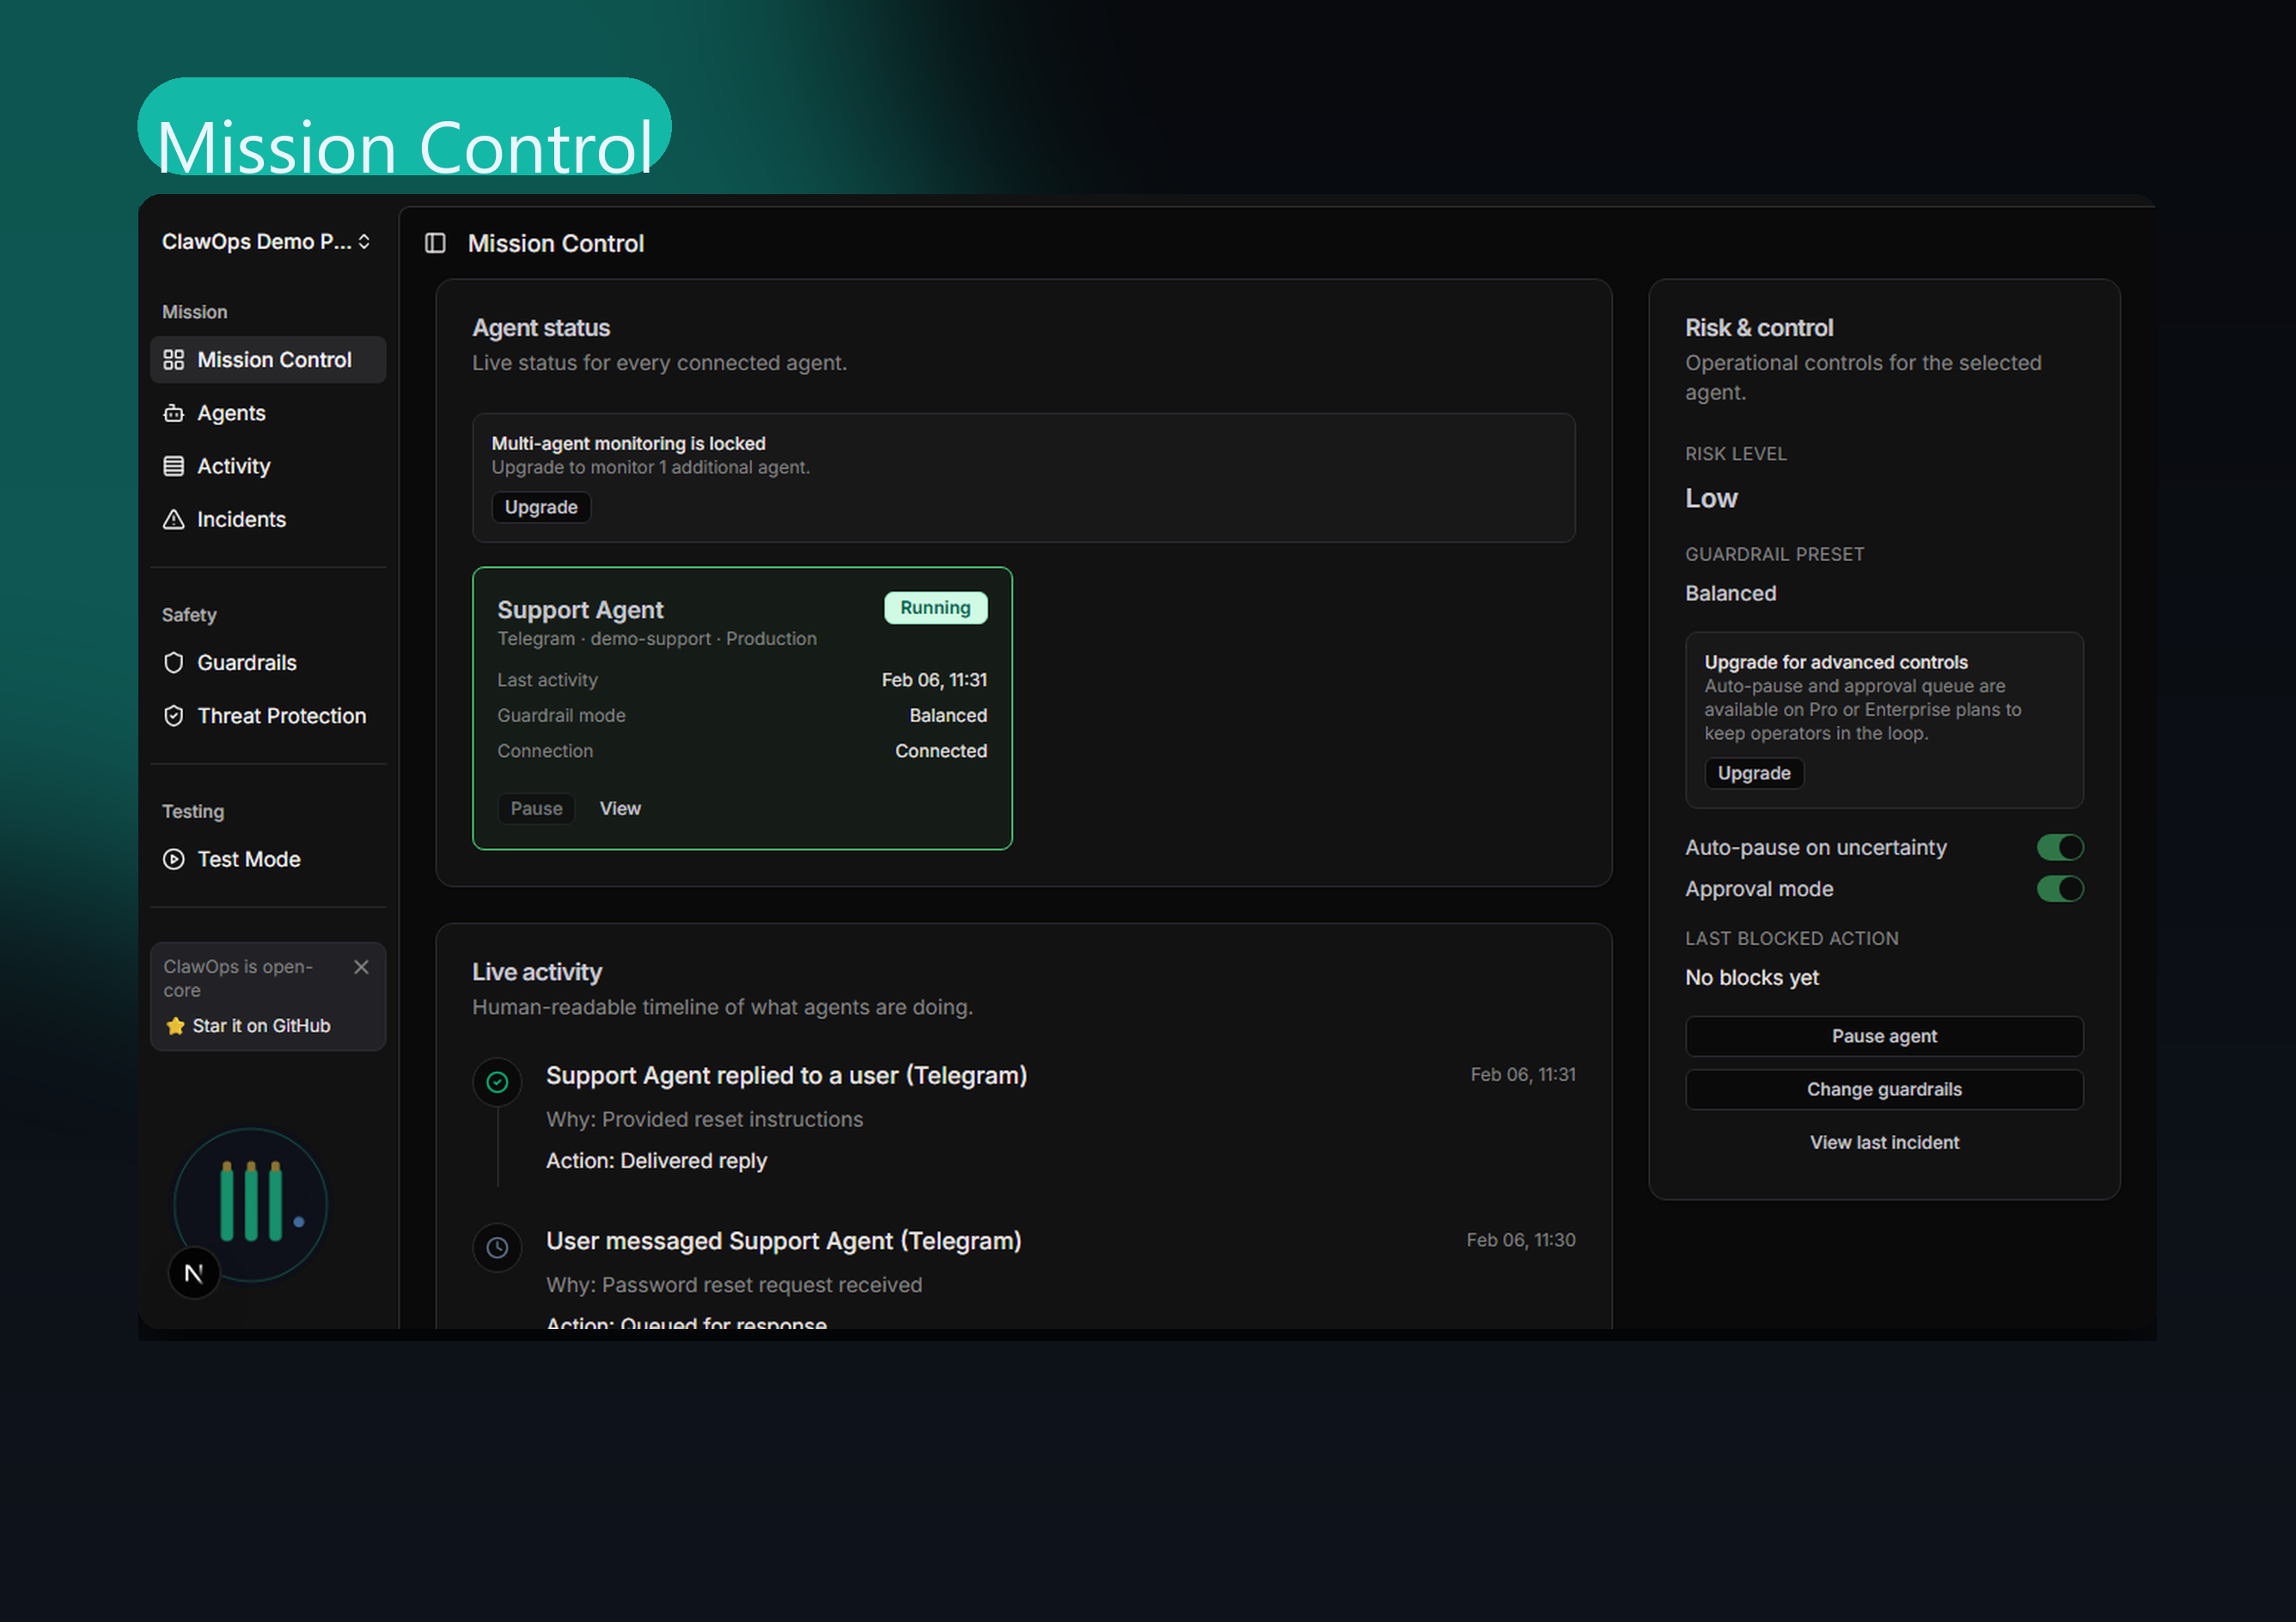 Mission Control
ClawOps Demo P...
Mission
Mission Control
Agents
Activity
Incidents
Safety
Guardrails
Threat Protection
Testing
Test Mode
ClawOps is open-
core
⭐ Star it on GitHub
N
Mission Control
Agent status
Live status for every connected agent.
Multi-agent monitoring is locked
Upgrade to monitor 1 additional agent.
Upgrade
Support Agent
Running
Telegram · demo-support · Production
Last activity Feb 06, 11:31
Guardrail mode Balanced
Connection Connected
Pause View
Live activity
Human-readable timeline of what agents are doing.
Support Agent replied to a user (Telegram) Feb 06, 11:31
Why: Provided reset instructions
Action: Delivered reply
User messaged Support Agent (Telegram) Feb 06, 11:30
Why: Password reset request received
Action: Queued for response
Risk & control
Operational controls for the selected
agent.
RISK LEVEL
Low
GUARDRAIL PRESET
Balanced
Upgrade for advanced controls
Auto-pause and approval queue are
available on Pro or Enterprise plans to
keep operators in the loop.
Upgrade
Auto-pause on uncertainty
Approval mode
LAST BLOCKED ACTION
No blocks yet
Pause agent
Change guardrails
View last incident